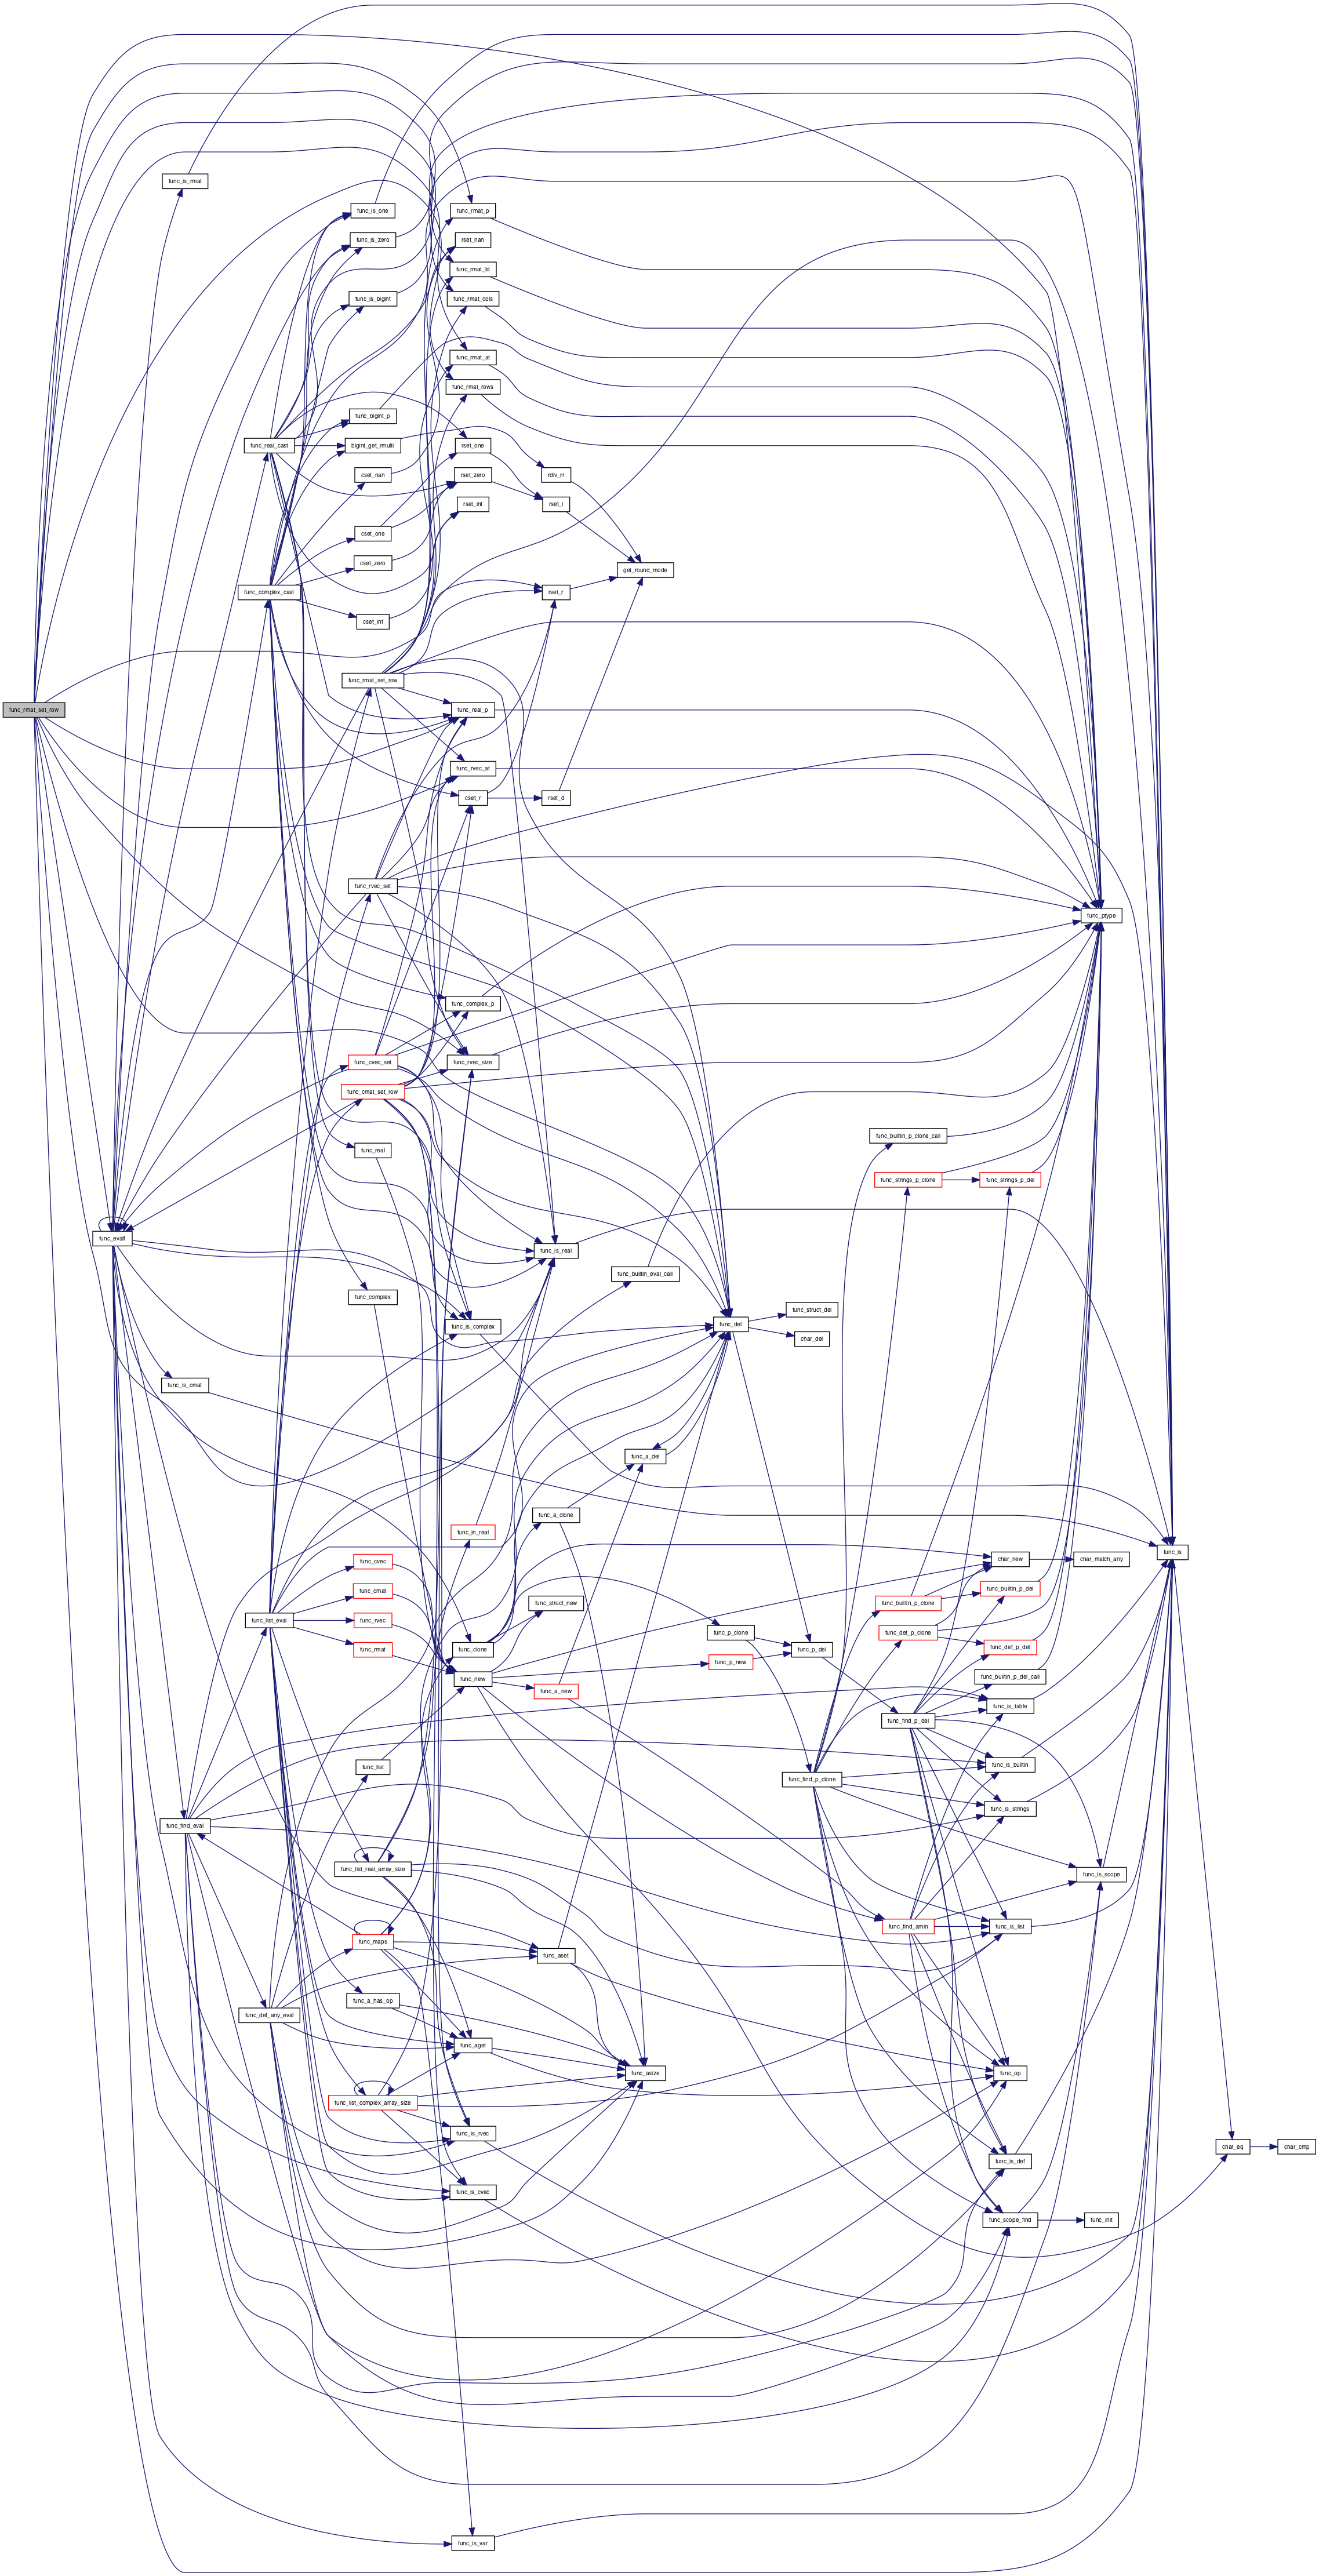 func_rmat_set_row
func_evalf
func_is_rmat
func_is_cmat
func_find_eval
func_real_cast
func_complex_cast
func_list_eval
func_def_any_eval
func_is_one
func_is_zero
func_is_bigint
func_bigint_p
bigint_get_rmulti
cset_nan
cset_one
cset_zero
cset_inf
func_rmat_set_row
func_rvec_set
func_cvec_set
func_cmat_set_row
func_real
func_complex
func_cvec
func_cmat
func_rvec
func_rmat
func_list
func_list_real_array_size
func_maps
func_a_has_op
func_list_complex_array_size
func_rmat_p
rset_nan
func_rmat_id
func_rmat_cols
func_rmat_at
func_rmat_rows
rset_one
rset_zero
rset_inf
func_real_p
func_rvec_at
cset_r
func_complex_p
func_rvec_size
func_is_complex
func_in_real
func_clone
func_new
func_aget
func_is_rvec
func_is_cvec
func_is_var
rdiv_rr
rset_i
rset_r
rset_d
func_is_real
func_a_clone
func_struct_new
func_a_new
func_aset
get_round_mode
func_builtin_eval_call
func_a_del
func_asize
func_del
func_p_clone
func_p_new
func_struct_del
char_del
func_p_del
func_find_p_clone
func_builtin_p_clone_call
func_strings_p_clone
func_builtin_p_clone
func_def_p_clone
func_find_p_del
func_find_amin
func_strings_p_del
char_new
func_builtin_p_del
func_def_p_del
func_builtin_p_del_call
func_is_table
func_is_builtin
func_is_strings
func_is_list
func_op
func_is_def
func_scope_find
func_ptype
char_match_any
func_is_scope
func_init
func_is
char_eq
char_cmp